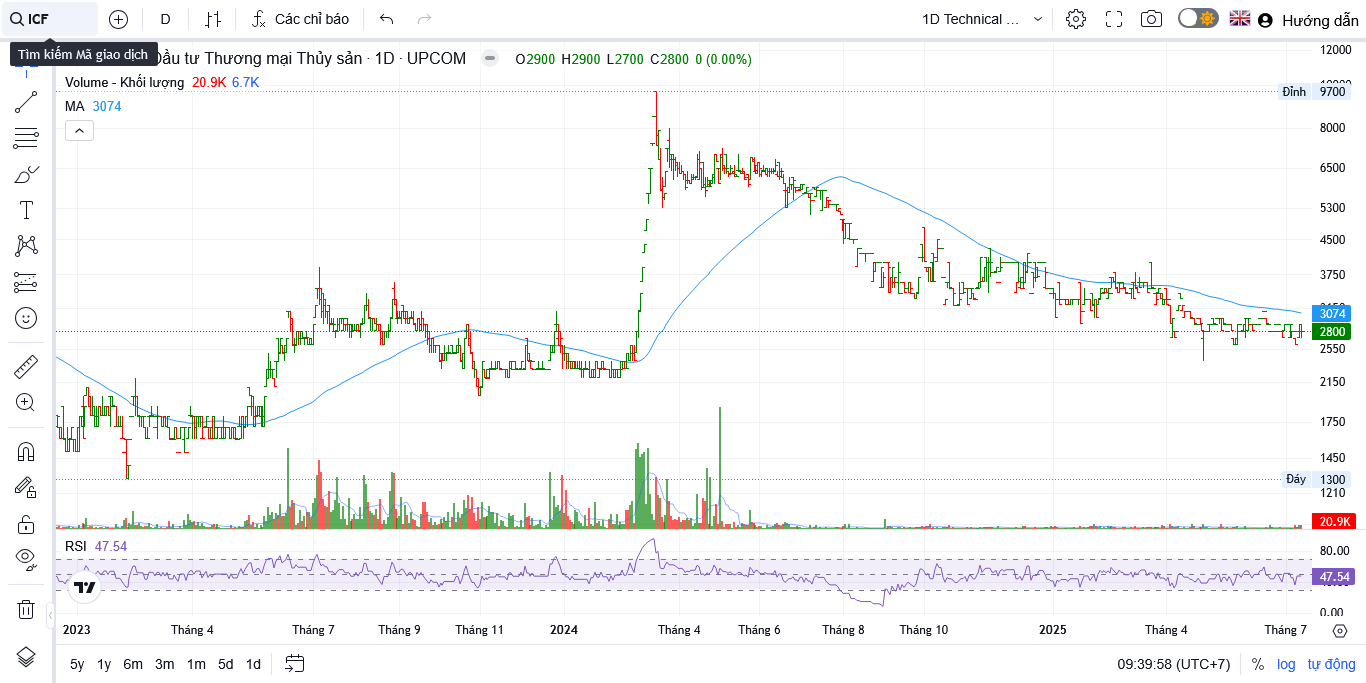 ICF
D
Các chỉ báo
1D Technical ...
Hướng dẫn
Tìm kiếm Mã giao dịch
Đầu tư Thương mại Thủy sản · 1D · UPCOM
O2900 H2900 L2700 C2800 0 (0.00%)
Volume - Khối lượng 20.9K 6.7K
MA 3074
12000
Đỉnh 9700
8000
6500
5300
4500
3750
3074
2800
2550
2150
1750
1450
Đáy 1300
1210
20.9K
RSI 47.54
80.00
47.54
0.00
2023 Tháng 4 Tháng 7 Tháng 9 Tháng 11 2024 Tháng 4 Tháng 6 Tháng 8 Tháng 10 2025 Tháng 4 Tháng 7
5y 1y 6m 3m 1m 5d 1d
09:39:58 (UTC+7) % log tự động